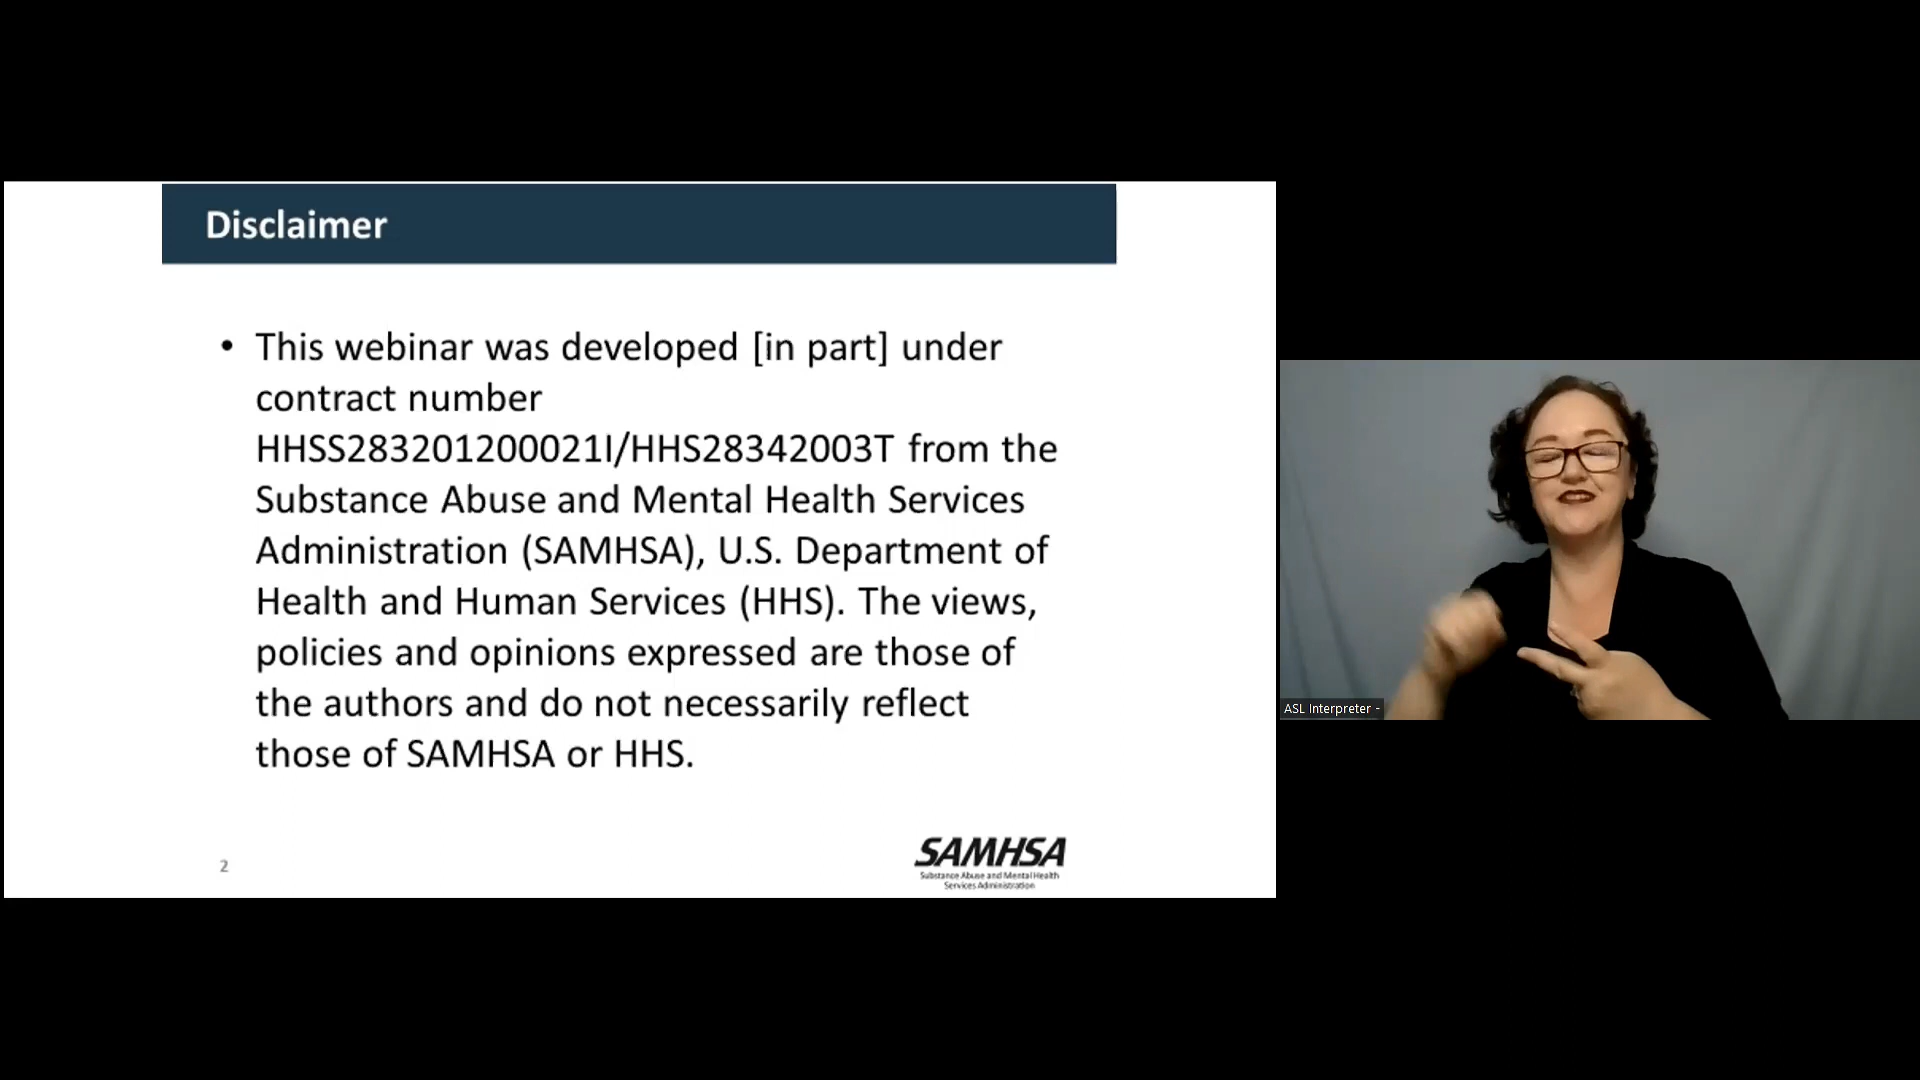 Disclaimer
• This webinar was developed [in part] under
contract number
HHSS283201200021I/HHS28342003T from the
Substance Abuse and Mental Health Services
Administration (SAMHSA), U.S. Department of
Health and Human Services (HHS). The views,
policies and opinions expressed are those of
the authors and do not necessarily reflect
those of SAMHSA or HHS.
2
SAMHSA
Substance Abuse and Mental Health
Services Administration
ASL Interpreter -